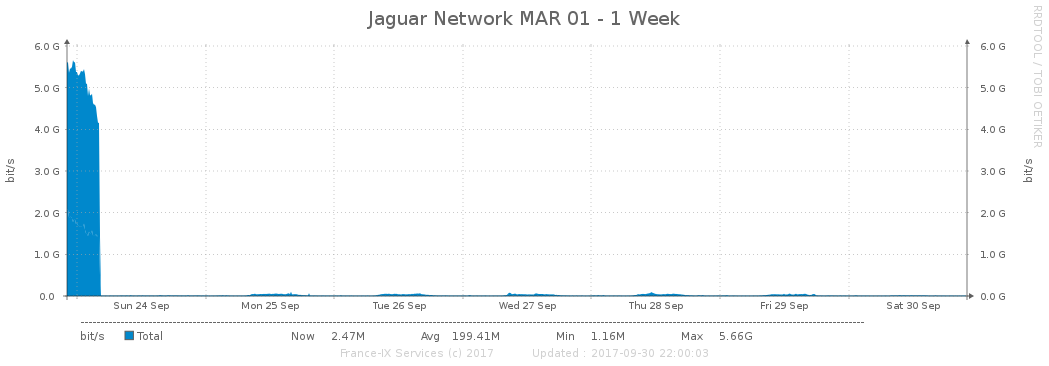 Jaguar Network MAR 01 - 1 Week
RRDTOOL / TOBI OETIKER
6.0 G 6.0 G
5.0 G 5.0 G
4.0 G 4.0 G
3.0 G 3.0 G
2.0 G 2.0 G
1.0 G 1.0 G
0.0 0.0 G
bit/s
bit/s
Sun 24 Sep Mon 25 Sep Tue 26 Sep Wed 27 Sep Thu 28 Sep Fri 29 Sep Sat 30 Sep
bit/s Total Now 2.47M Avg 199.41M Min 1.16M Max 5.66G
France-IX Services (c) 2017 Updated : 2017-09-30 22:00:03